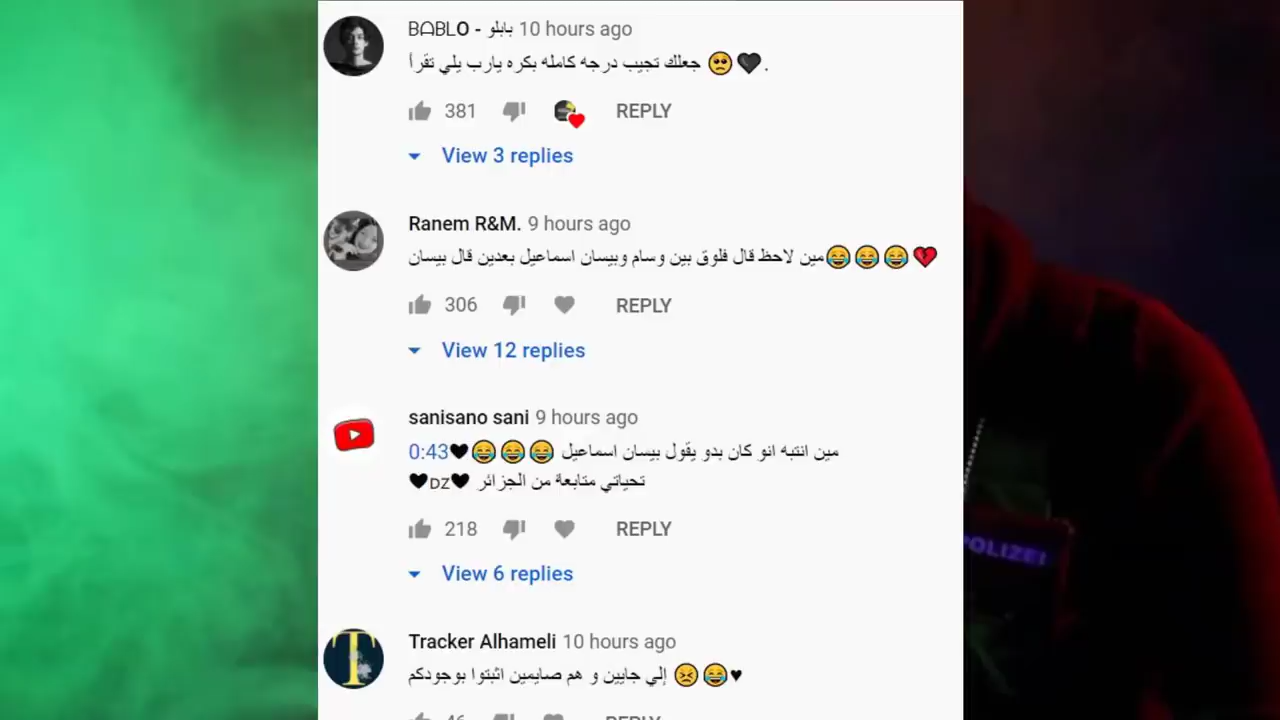 BᗩBLO - بابلو 10 hours ago
جعلك تجيب درجه كامله بكره يارب يلي تقرأ 🥺🖤.
381 REPLY
View 3 replies
Ranem R&M. 9 hours ago
مين لاحظ قال فلوق بين وسام وبيسان اسماعيل بعدين قال بيسان😂😂😂💔
306 REPLY
View 12 replies
sanisano sani 9 hours ago
0:43🖤😂😂😂 مين انتبه انو كان بدو يقول بيسان اسماعيل
🖤DZ🖤 تحياتي متابعة من الجزائر
218 REPLY
View 6 replies
POLIZEI
Tracker Alhameli 10 hours ago
إلي جايين و هم صايمين اثبتوا بوجودكم 😣😂♥
46 REPLY